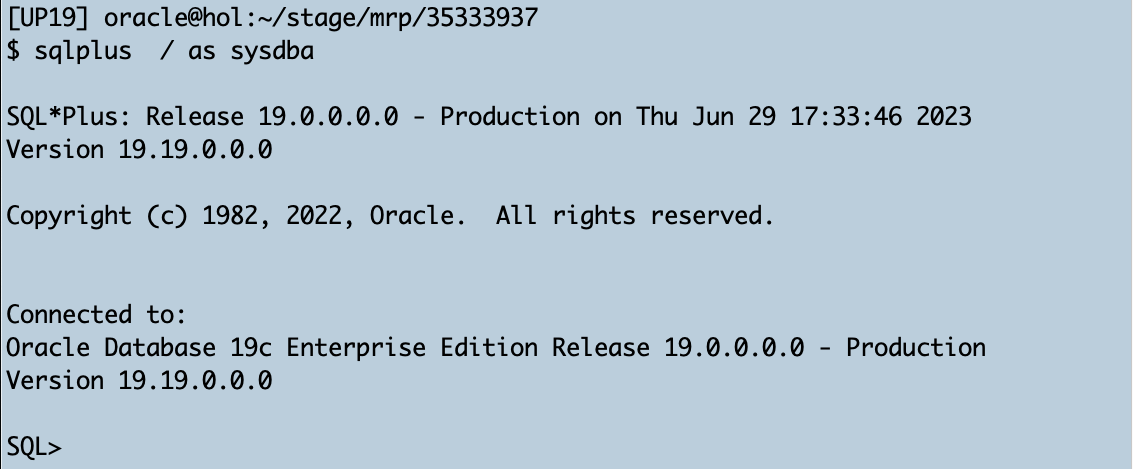 [UP19] oracle@hol:~/stage/mrp/35333937
$ sqlplus  / as sysdba
SQL*Plus: Release 19.0.0.0.0 - Production on Thu Jun 29 17:33:46 2023
Version 19.19.0.0.0
Copyright (c) 1982, 2022, Oracle.  All rights reserved.
Connected to:
Oracle Database 19c Enterprise Edition Release 19.0.0.0.0 - Production
Version 19.19.0.0.0
SQL>